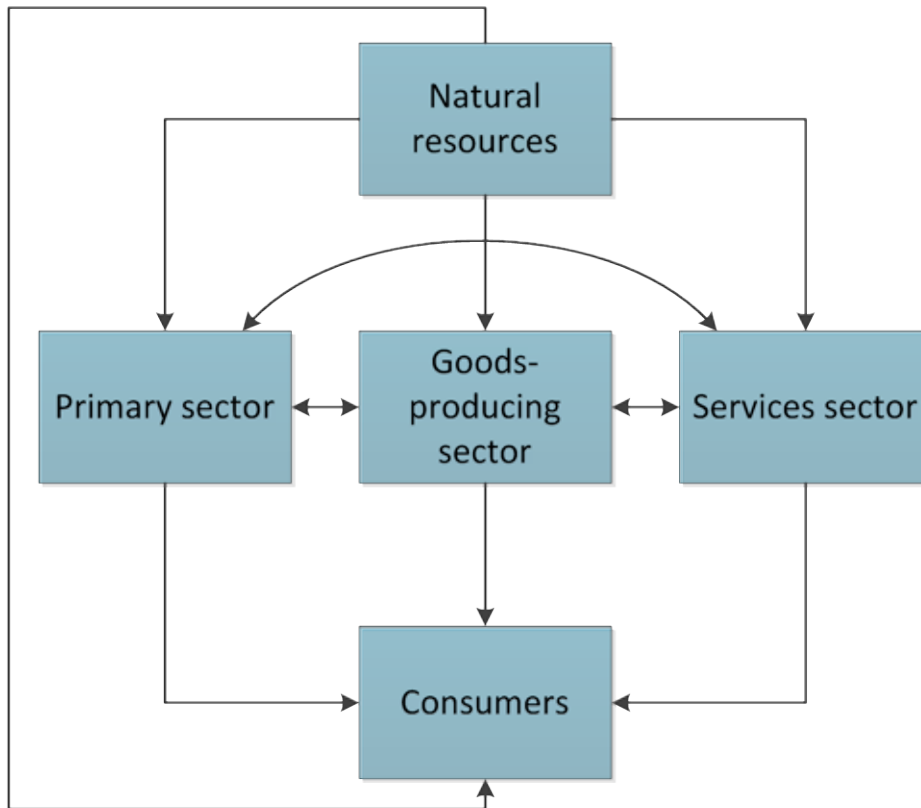 Natural
resources
Primary sector
Goods-
producing
sector
Services sector
Consumers